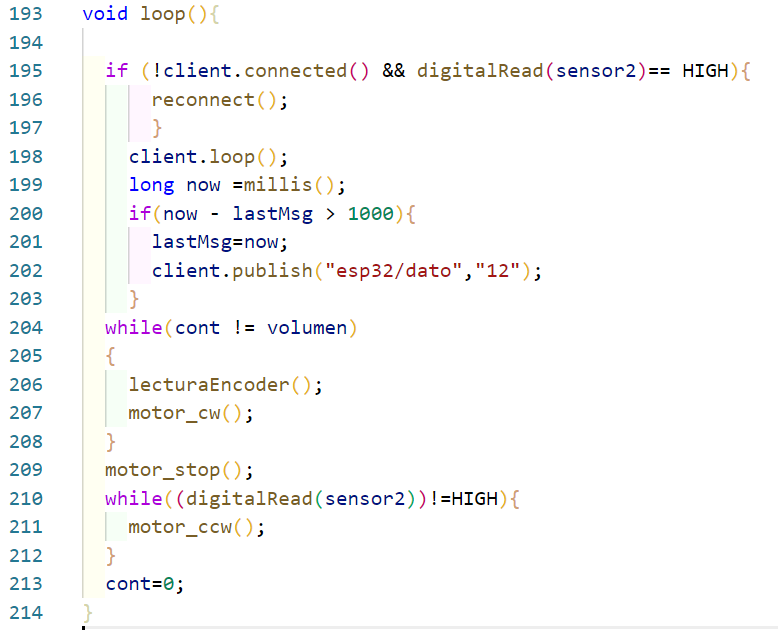 193 void loop(){
194
195 if (!client.connected() && digitalRead(sensor2)== HIGH){
196 reconnect();
197 }
198 client.loop();
199 long now =millis();
200 if(now - lastMsg > 1000){
201 lastMsg=now;
202 client.publish("esp32/dato","12");
203 }
204 while(cont != volumen)
205 {
206 lecturaEncoder();
207 motor_cw();
208 }
209 motor_stop();
210 while((digitalRead(sensor2))!=HIGH){
211 motor_ccw();
212 }
213 cont=0;
214 }